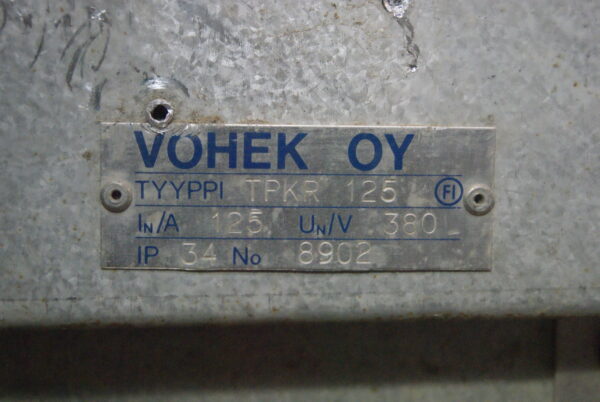 VOHEK OY
TYYPPI TPKR 125 FI
IN/A 125 UN/V 380
IP 34 No 8902